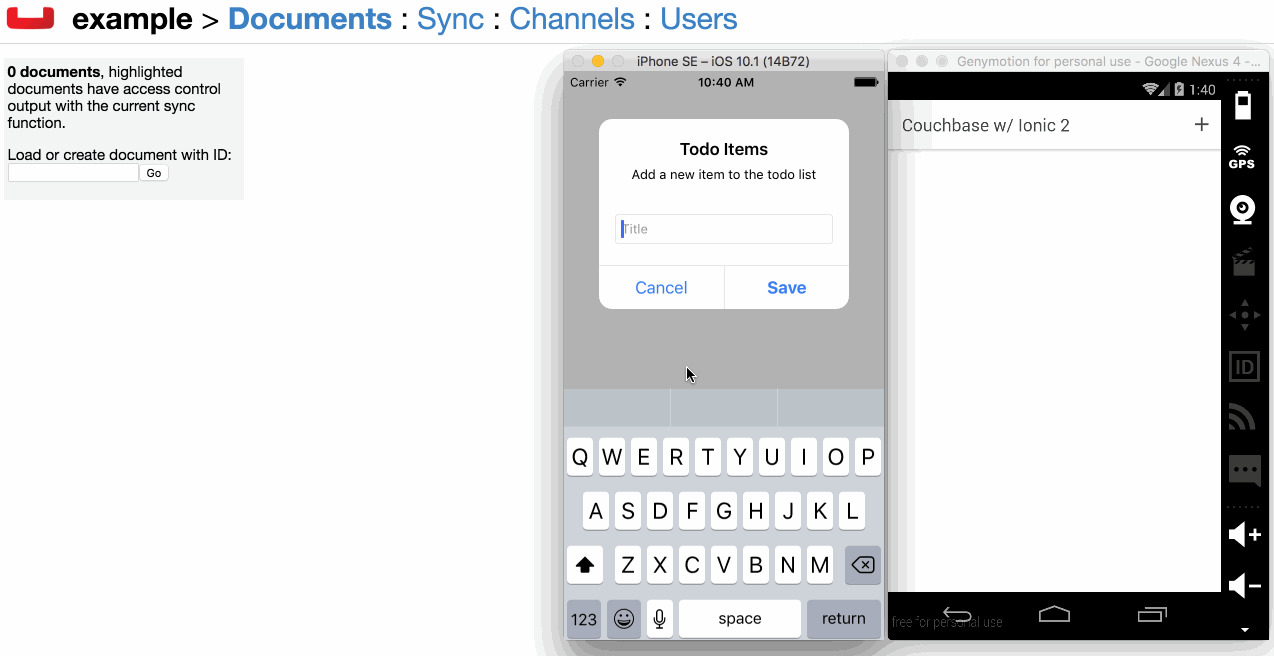 example > Documents : Sync : Channels : Users
0 documents, highlighted
documents have access control
output with the current sync
function.
Load or create document with ID:
Go
iPhone SE – iOS 10.1 (14B72)
Carrier 10:40 AM
Todo Items
Add a new item to the todo list
Title
Cancel Save
Q W E R T Y U I O P
A S D F G H J K L
Z X C V B N M
123 space return
Genymotion for personal use - Google Nexus 4 -...
1:40
Couchbase w/ Ionic 2 +
GPS
ID
free for personal use